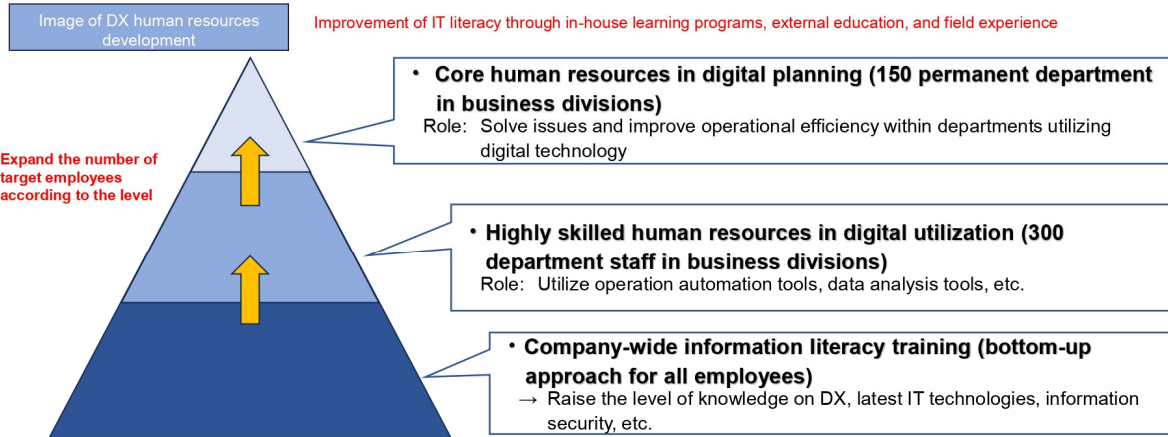 Image of DX human resources
development
Improvement of IT literacy through in-house learning programs, external education, and field experience
• Core human resources in digital planning (150 permanent department
in business divisions)
Role: Solve issues and improve operational efficiency within departments utilizing
digital technology
Expand the number of
target employees
according to the level
• Highly skilled human resources in digital utilization (300
department staff in business divisions)
Role: Utilize operation automation tools, data analysis tools, etc.
• Company-wide information literacy training (bottom-up
approach for all employees)
→ Raise the level of knowledge on DX, latest IT technologies, information
security, etc.